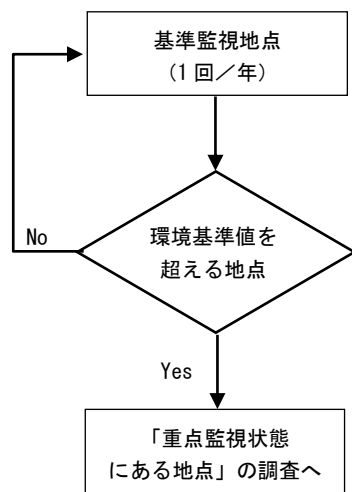 基準監視地点
(1回／年)
環境基準値を
超える地点
No
Yes
「重点監視状態
にある地点」の調査へ